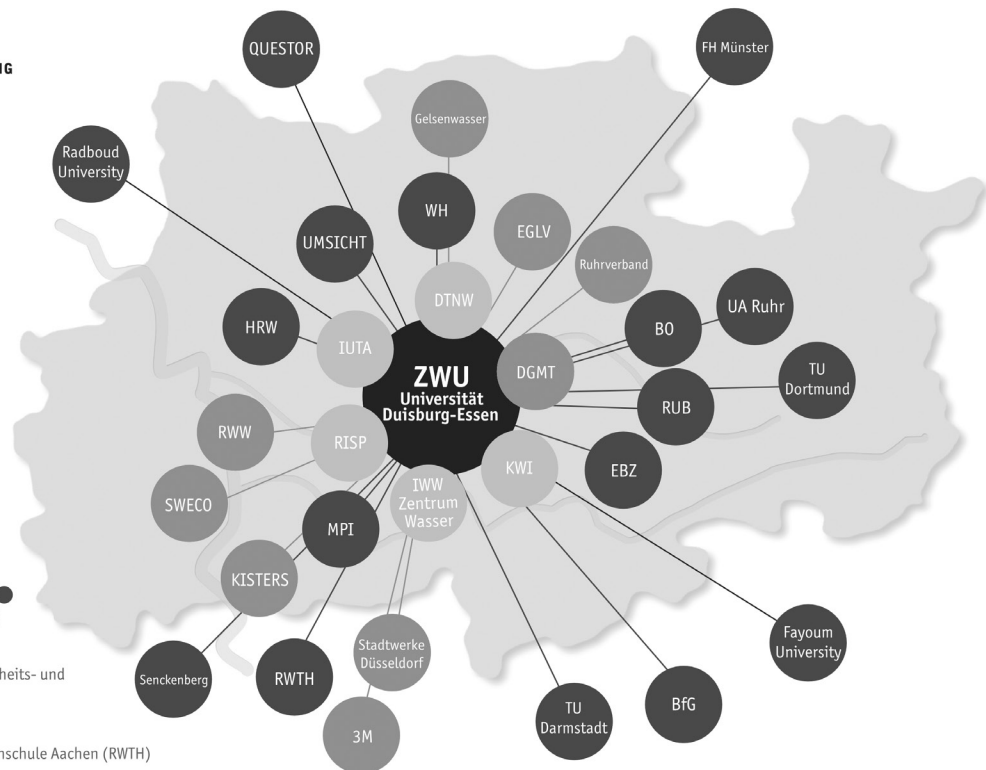 QUESTOR
FH Münster
Gelsenwasser
Radboud
University
WH
EGLV
UMSICHT
Ruhrverband
DTNW
UA Ruhr
HRW
BO
IUTA
ZWU
Universität
Duisburg-Essen
DGMT
TU
Dortmund
RUB
RWW
RISP
KWI
EBZ
IWW
Zentrum
Wasser
SWECO
MPI
KISTERS
Fayoum
University
Stadtwerke
Düsseldorf
Senckenberg
RWTH
heits- und
BfG
TU
Darmstadt
3M
hschule Aachen (RWTH)